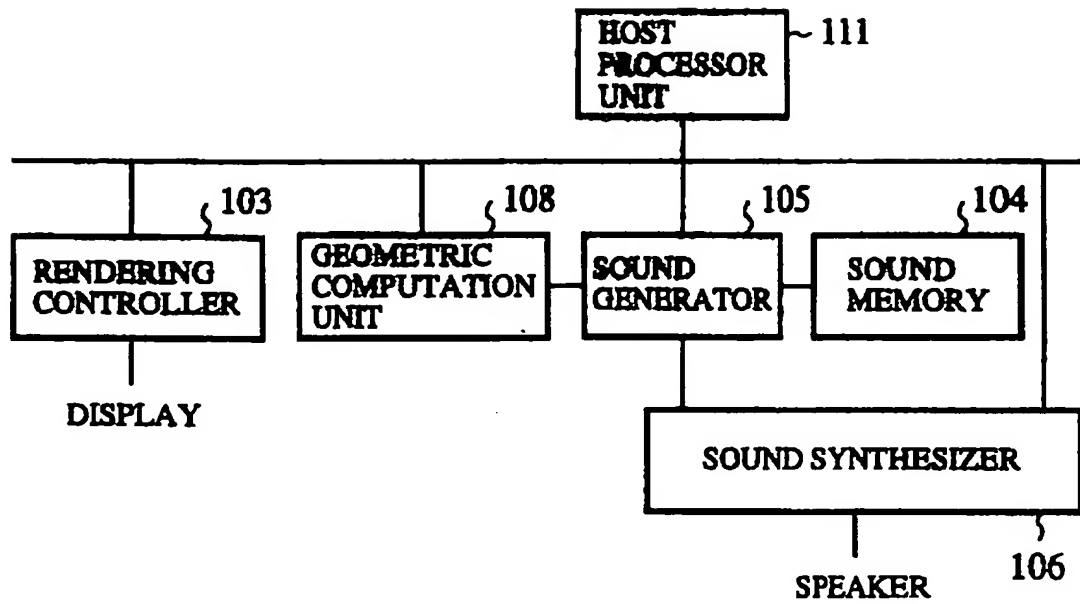 HOST
PROCESSOR
UNIT
111
103
108
105
104
RENDERING
CONTROLLER
GEOMETRIC
COMPUTATION
UNIT
SOUND
GENERATOR
SOUND
MEMORY
DISPLAY
SOUND SYNTHESIZER
106
SPEAKER